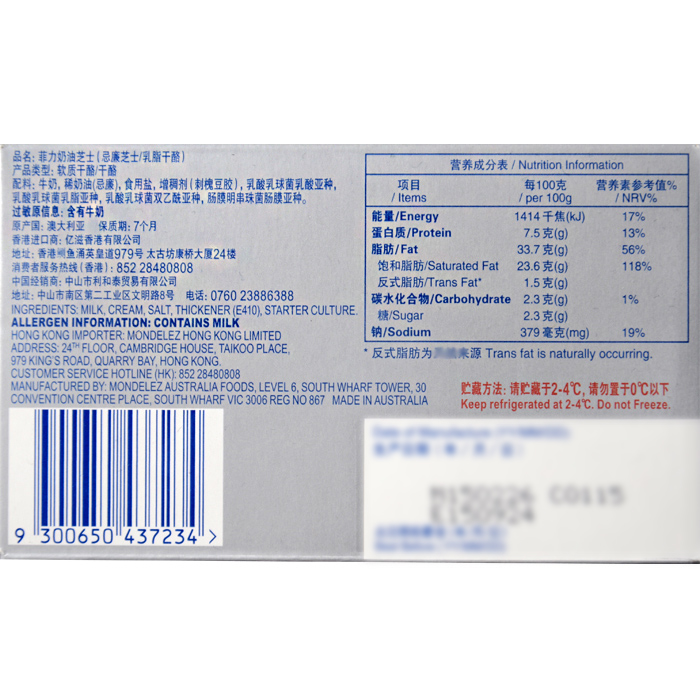 品名: 菲力奶油芝士(忌廉芝士/乳脂干酪)
产品类型: 软质干酪/干酪
配料: 牛奶, 稀奶油(忌廉), 食用盐, 增稠剂(刺槐豆胶), 乳酸乳球菌乳酸亚种,
乳酸乳球菌乳脂亚种, 乳酸乳球菌双乙酰亚种, 肠膜明串珠菌肠膜亚种。
过敏原信息: 含有牛奶
原产国: 澳大利亚 保质期: 7个月
香港进口商: 亿滋香港有限公司
地址: 香港鲗鱼涌英皇道979号 太古坊康桥大厦24楼
消费者服务热线(香港): 852 28480808
中国经销商: 中山市利和泰贸易有限公司
地址: 中山市南区第二工业区文明路8号 电话: 0760 23886388
INGREDIENTS: MILK, CREAM, SALT, THICKENER (E410), STARTER CULTURE.
ALLERGEN INFORMATION: CONTAINS MILK
HONG KONG IMPORTER: MONDELEZ HONG KONG LIMITED
ADDRESS: 24TH FLOOR, CAMBRIDGE HOUSE, TAIKOO PLACE,
979 KING'S ROAD, QUARRY BAY, HONG KONG.
CUSTOMER SERVICE HOTLINE (HK): 852 28480808
MANUFACTURED BY: MONDELEZ AUSTRALIA FOODS, LEVEL 6, SOUTH WHARF TOWER, 30
CONVENTION CENTRE PLACE, SOUTH WHARF VIC 3006 REG NO 867 MADE IN AUSTRALIA
9 300650 437234 >
营养成分表 / Nutrition Information
项目 每100克 营养素参考值%
/ Items / per 100g / NRV%
能量/Energy 1414 千焦(kJ) 17%
蛋白质/Protein 7.5 克(g) 13%
脂肪/Fat 33.7 克(g) 56%
饱和脂肪/Saturated Fat 23.6 克(g) 118%
反式脂肪/Trans Fat* 1.5 克(g)
碳水化合物/Carbohydrate 2.3 克(g) 1%
糖/Sugar 2.3 克(g)
钠/Sodium 379 毫克(mg) 19%
* 反式脂肪为 来源 Trans fat is naturally occurring.
贮藏方法: 请贮藏于2-4℃, 请勿置于0℃以下
Keep refrigerated at 2-4℃. Do not Freeze.
Date of Manufacture
M150226 C0115
E150924